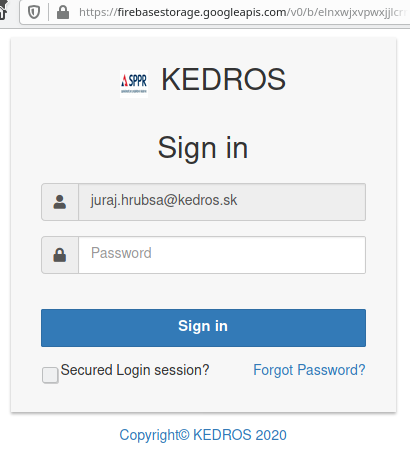 https://firebasestorage.googleapis.com/v0/b/elnxwjxvpwxjjlcrn
SPPR
KEDROS
Sign in
juraj.hrubsa@kedros.sk
Password
Sign in
Secured Login session?
Forgot Password?
Copyright© KEDROS 2020